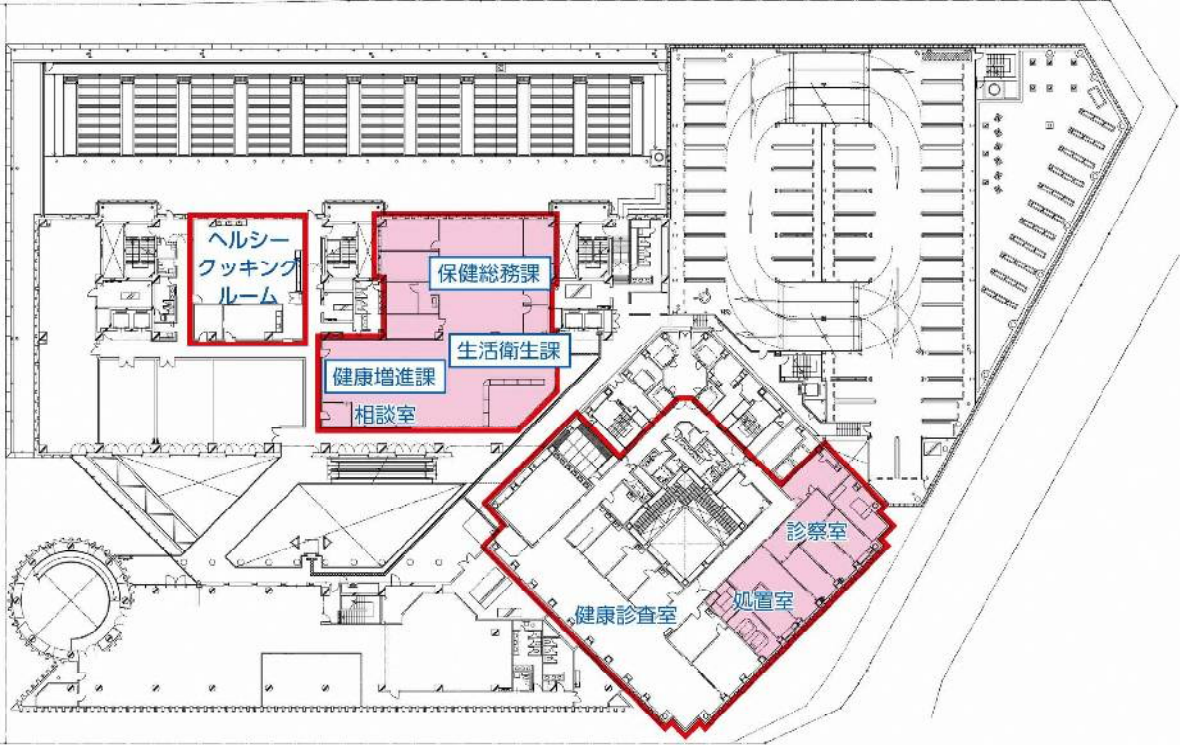 ヘルシー
クッキング
ルーム
保健総務課
生活衛生課
健康増進課
相談室
診察室
処置室
健康診査室